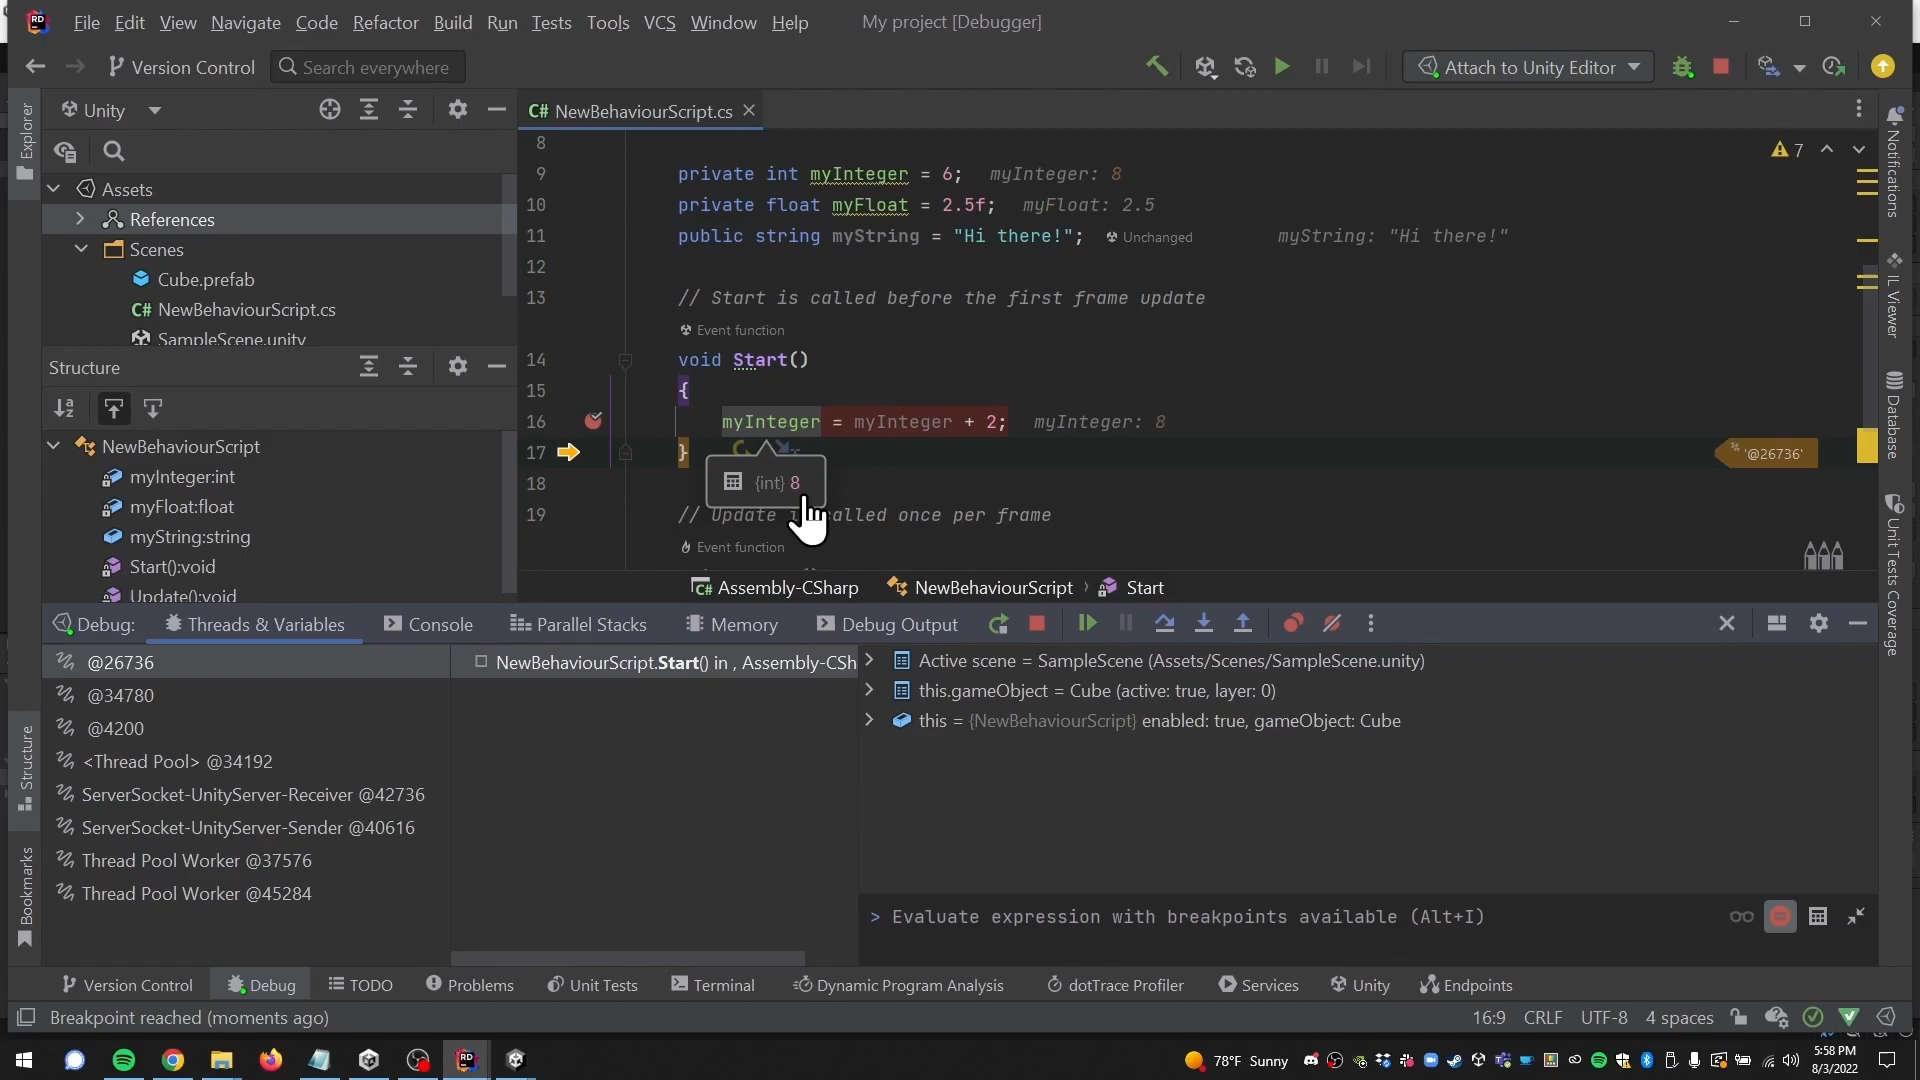 File Edit View Navigate Code Refactor Build Run Tests Tools VCS Window Help My project [Debugger]
Version Control Search everywhere Attach to Unity Editor
Explorer
Unity
NewBehaviourScript.cs
Assets
References
Scenes
Cube.prefab
C# NewBehaviourScript.cs
SampleScene.unity
Structure
NewBehaviourScript
myInteger:int
myFloat:float
myString:string
Start():void
Update():void
8
7
9 private int myInteger = 6; myInteger: 8
10 private float myFloat = 2.5f; myFloat: 2.5
11 public string myString = "Hi there!"; Unchanged myString: "Hi there!"
12
13 // Start is called before the first frame update
Event function
14 void Start()
15 {
16 myInteger = myInteger + 2; myInteger: 8
17 } '@26736'
{int} 8
18
19 // Update called once per frame
Event function
Assembly-CSharp NewBehaviourScript Start
Notifications
IL Viewer
Database
Unit Tests Coverage
Debug: Threads & Variables Console Parallel Stacks Memory Debug Output
@26736
@34780
@4200
<Thread Pool> @34192
ServerSocket-UnityServer-Receiver @42736
ServerSocket-UnityServer-Sender @40616
Thread Pool Worker @37576
Thread Pool Worker @45284
NewBehaviourScript.Start() in , Assembly-CSh
Active scene = SampleScene (Assets/Scenes/SampleScene.unity)
this.gameObject = Cube (active: true, layer: 0)
this = {NewBehaviourScript} enabled: true, gameObject: Cube
> Evaluate expression with breakpoints available (Alt+I)
Structure
Bookmarks
Version Control Debug TODO Problems Unit Tests Terminal Dynamic Program Analysis dotTrace Profiler Services Unity Endpoints
Breakpoint reached (moments ago) 16:9 CRLF UTF-8 4 spaces
78°F Sunny
5:58 PM
8/3/2022